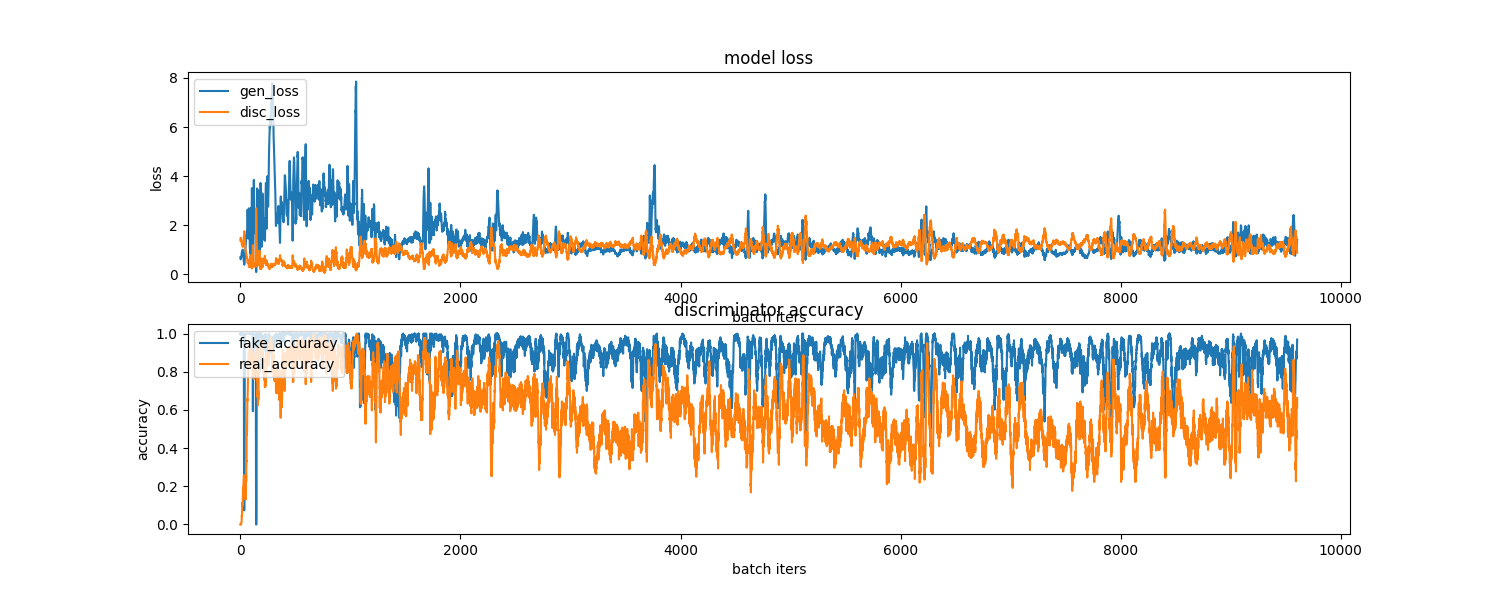 model loss
8
6
4
2
0
loss
gen_loss
disc_loss
0 2000 4000 6000 8000 10000
batch iters
discriminator accuracy
1.0
0.8
0.6
0.4
0.2
0.0
accuracy
fake_accuracy
real_accuracy
0 2000 4000 6000 8000 10000
batch iters